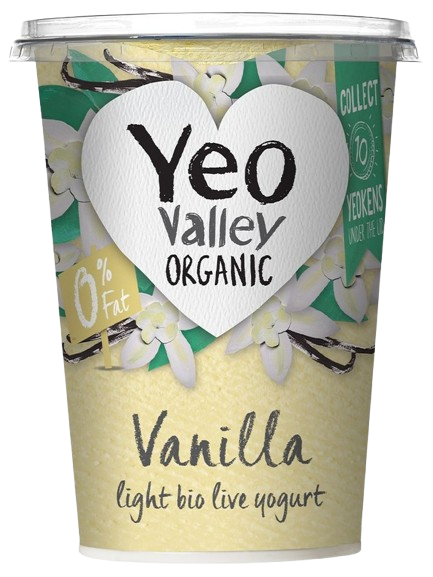 Yeo
Valley
ORGANIC
COLLECT
10
YEOKENS
UNDER THE LID
0%
Fat
Vanilla
light bio live yogurt